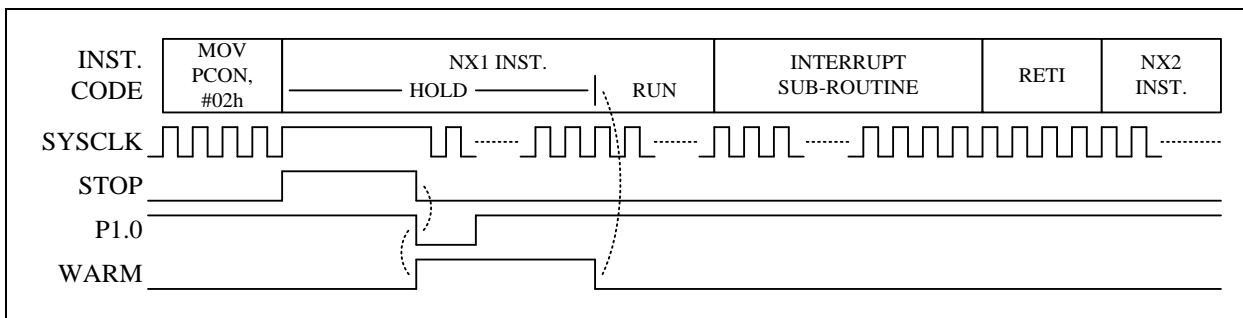 INST.
CODE
MOV
PCON,
#02h
NX1 INST.
HOLD
RUN
INTERRUPT
SUB-ROUTINE
RETI
NX2
INST.
SYSCLK
STOP
P1.0
WARM